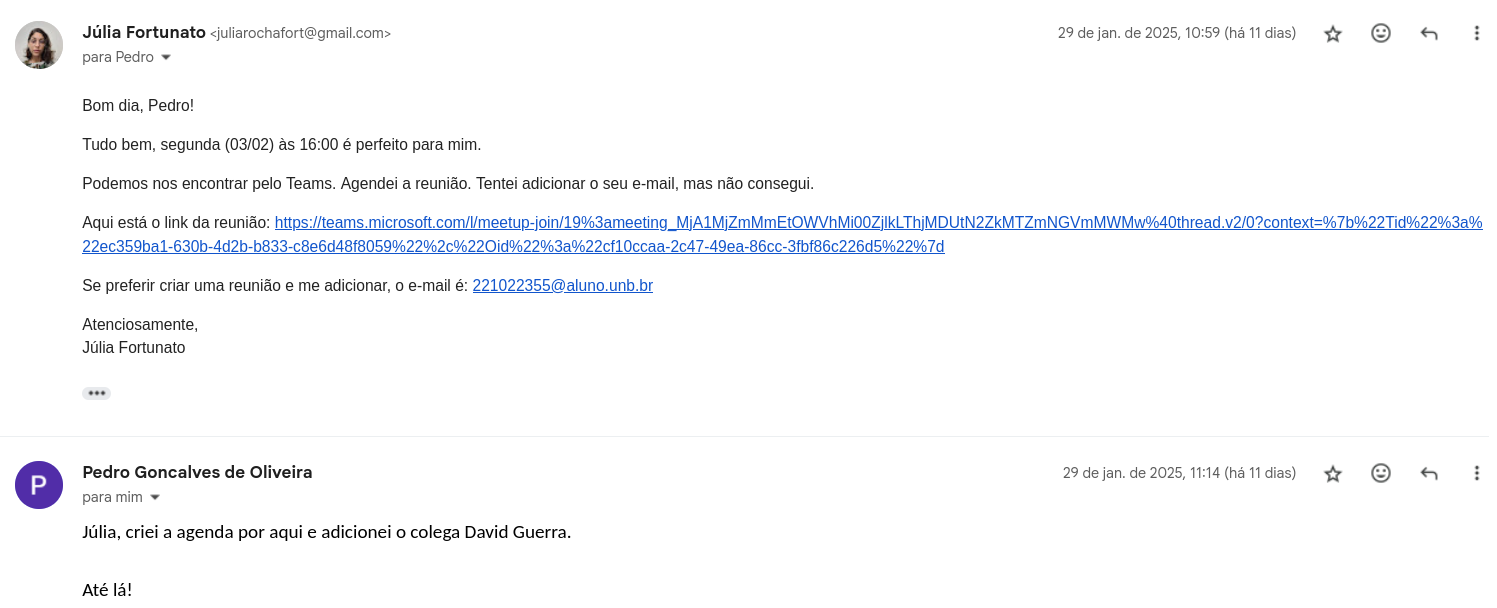 Júlia Fortunato <juliarochafort@gmail.com>
29 de jan. de 2025, 10:59 (há 11 dias)
para Pedro
Bom dia, Pedro!
Tudo bem, segunda (03/02) às 16:00 é perfeito para mim.
Podemos nos encontrar pelo Teams. Agendei a reunião. Tentei adicionar o seu e-mail, mas não consegui.
Aqui está o link da reunião: https://teams.microsoft.com/l/meetup-join/19%3ameeting_MjA1MjZmMmEtOWVhMi00ZjlkLThjMDUtN2ZkMTZmNGVmMWMw%40thread.v2/0?context=%7b%22Tid%22%3a%
22ec359ba1-630b-4d2b-b833-c8e6d48f8059%22%2c%22Oid%22%3a%22cf10ccaa-2c47-49ea-86cc-3fbf86c226d5%22%7d
Se preferir criar uma reunião e me adicionar, o e-mail é: 221022355@aluno.unb.br
Atenciosamente,
Júlia Fortunato
P
Pedro Goncalves de Oliveira
29 de jan. de 2025, 11:14 (há 11 dias)
para mim
Júlia, criei a agenda por aqui e adicionei o colega David Guerra.
Até lá!